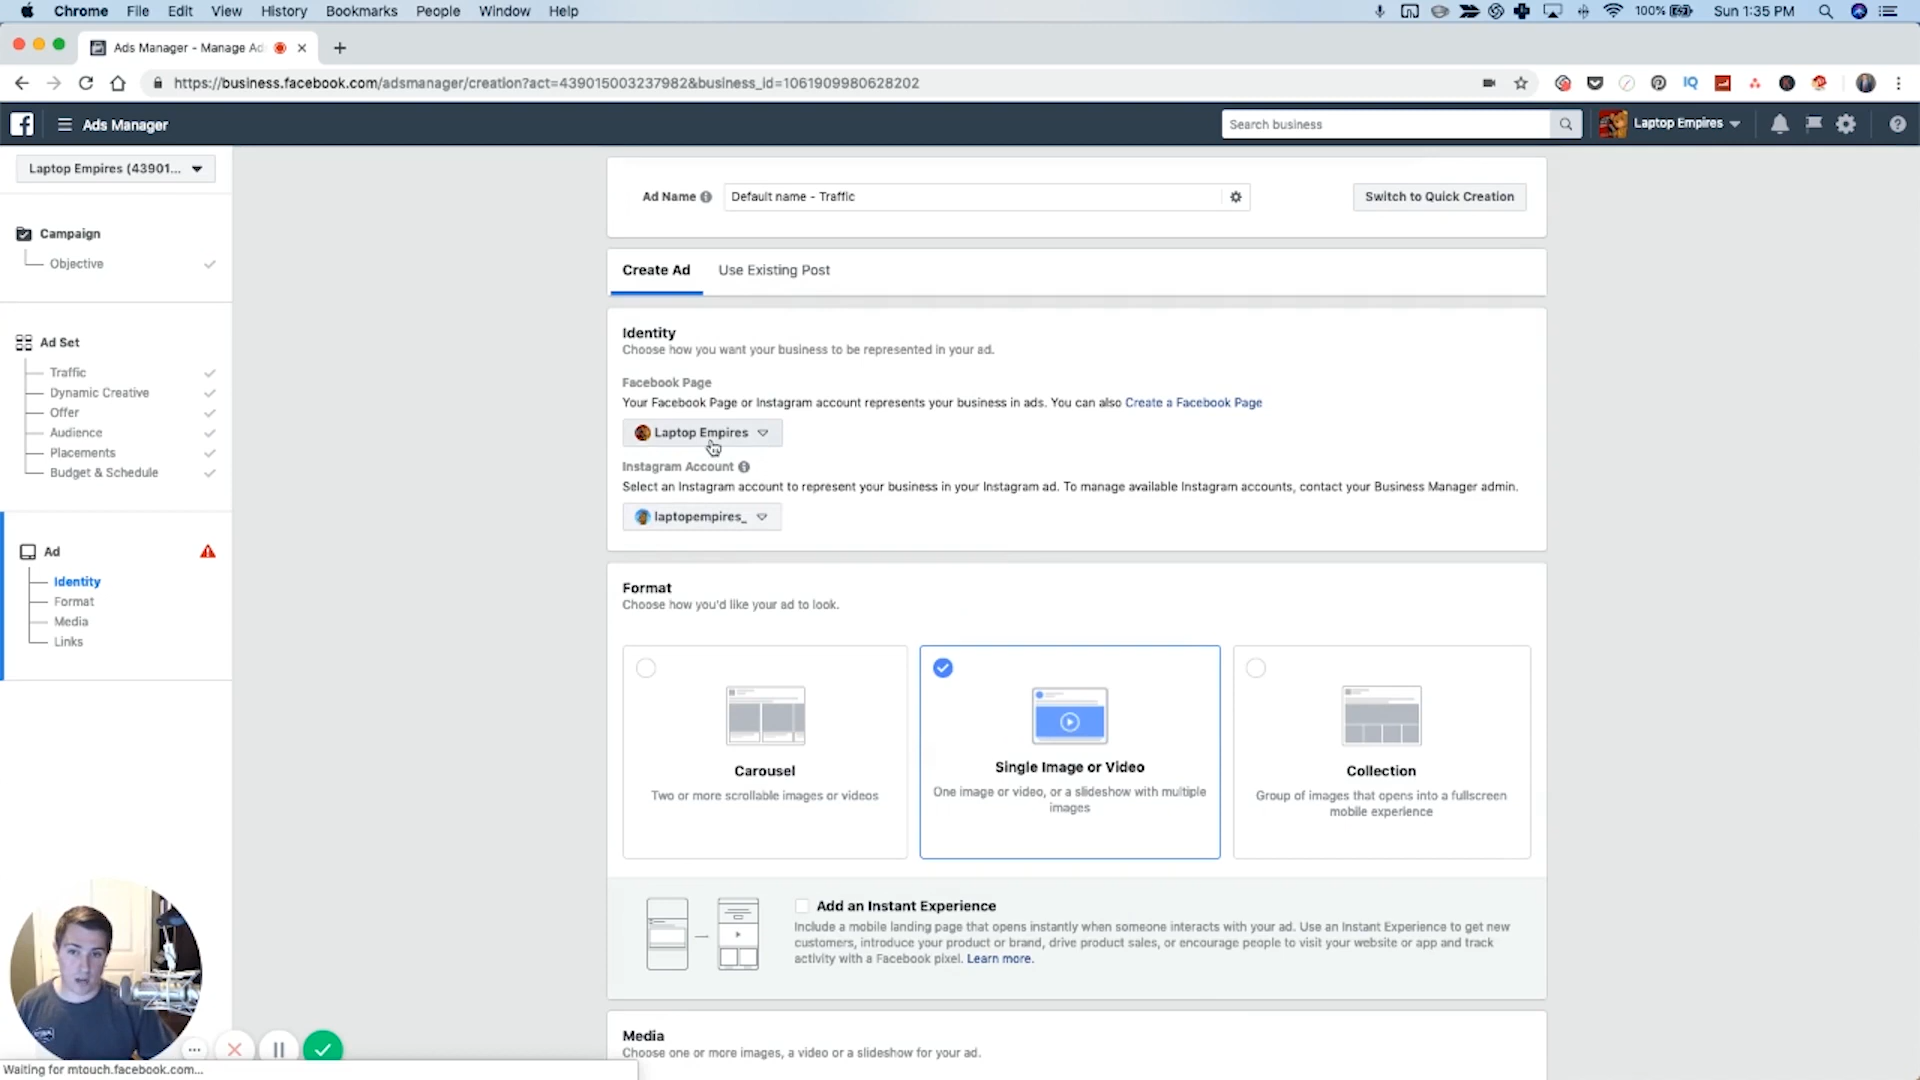 Chrome File Edit View History Bookmarks People Window Help 100% Sun 1:35 PM
Ads Manager - Manage Ad
https://business.facebook.com/adsmanager/creation?act=439015003237982&business_id=1061909980628202
Ads Manager
Search business
Laptop Empires
Laptop Empires (43901...
Campaign
Objective
Ad Set
Traffic
Dynamic Creative
Offer
Audience
Placements
Budget & Schedule
Ad
Identity
Format
Media
Links
Ad Name
Default name - Traffic
Switch to Quick Creation
Create Ad
Use Existing Post
Identity
Choose how you want your business to be represented in your ad.
Facebook Page
Your Facebook Page or Instagram account represents your business in ads. You can also Create a Facebook Page
Laptop Empires
Instagram Account
Select an Instagram account to represent your business in your Instagram ad. To manage available Instagram accounts, contact your Business Manager admin.
laptopempires_
Format
Choose how you'd like your ad to look.
Carousel
Two or more scrollable images or videos
Single Image or Video
One image or video, or a slideshow with multiple
images
Collection
Group of images that opens into a fullscreen
mobile experience
Add an Instant Experience
Include a mobile landing page that opens instantly when someone interacts with your ad. Use an Instant Experience to get new
customers, introduce your product or brand, drive product sales, or encourage people to visit your website or app and track
activity with a Facebook pixel. Learn more.
Media
Choose one or more images, a video or a slideshow for your ad.
Waiting for mtouch.facebook.com...